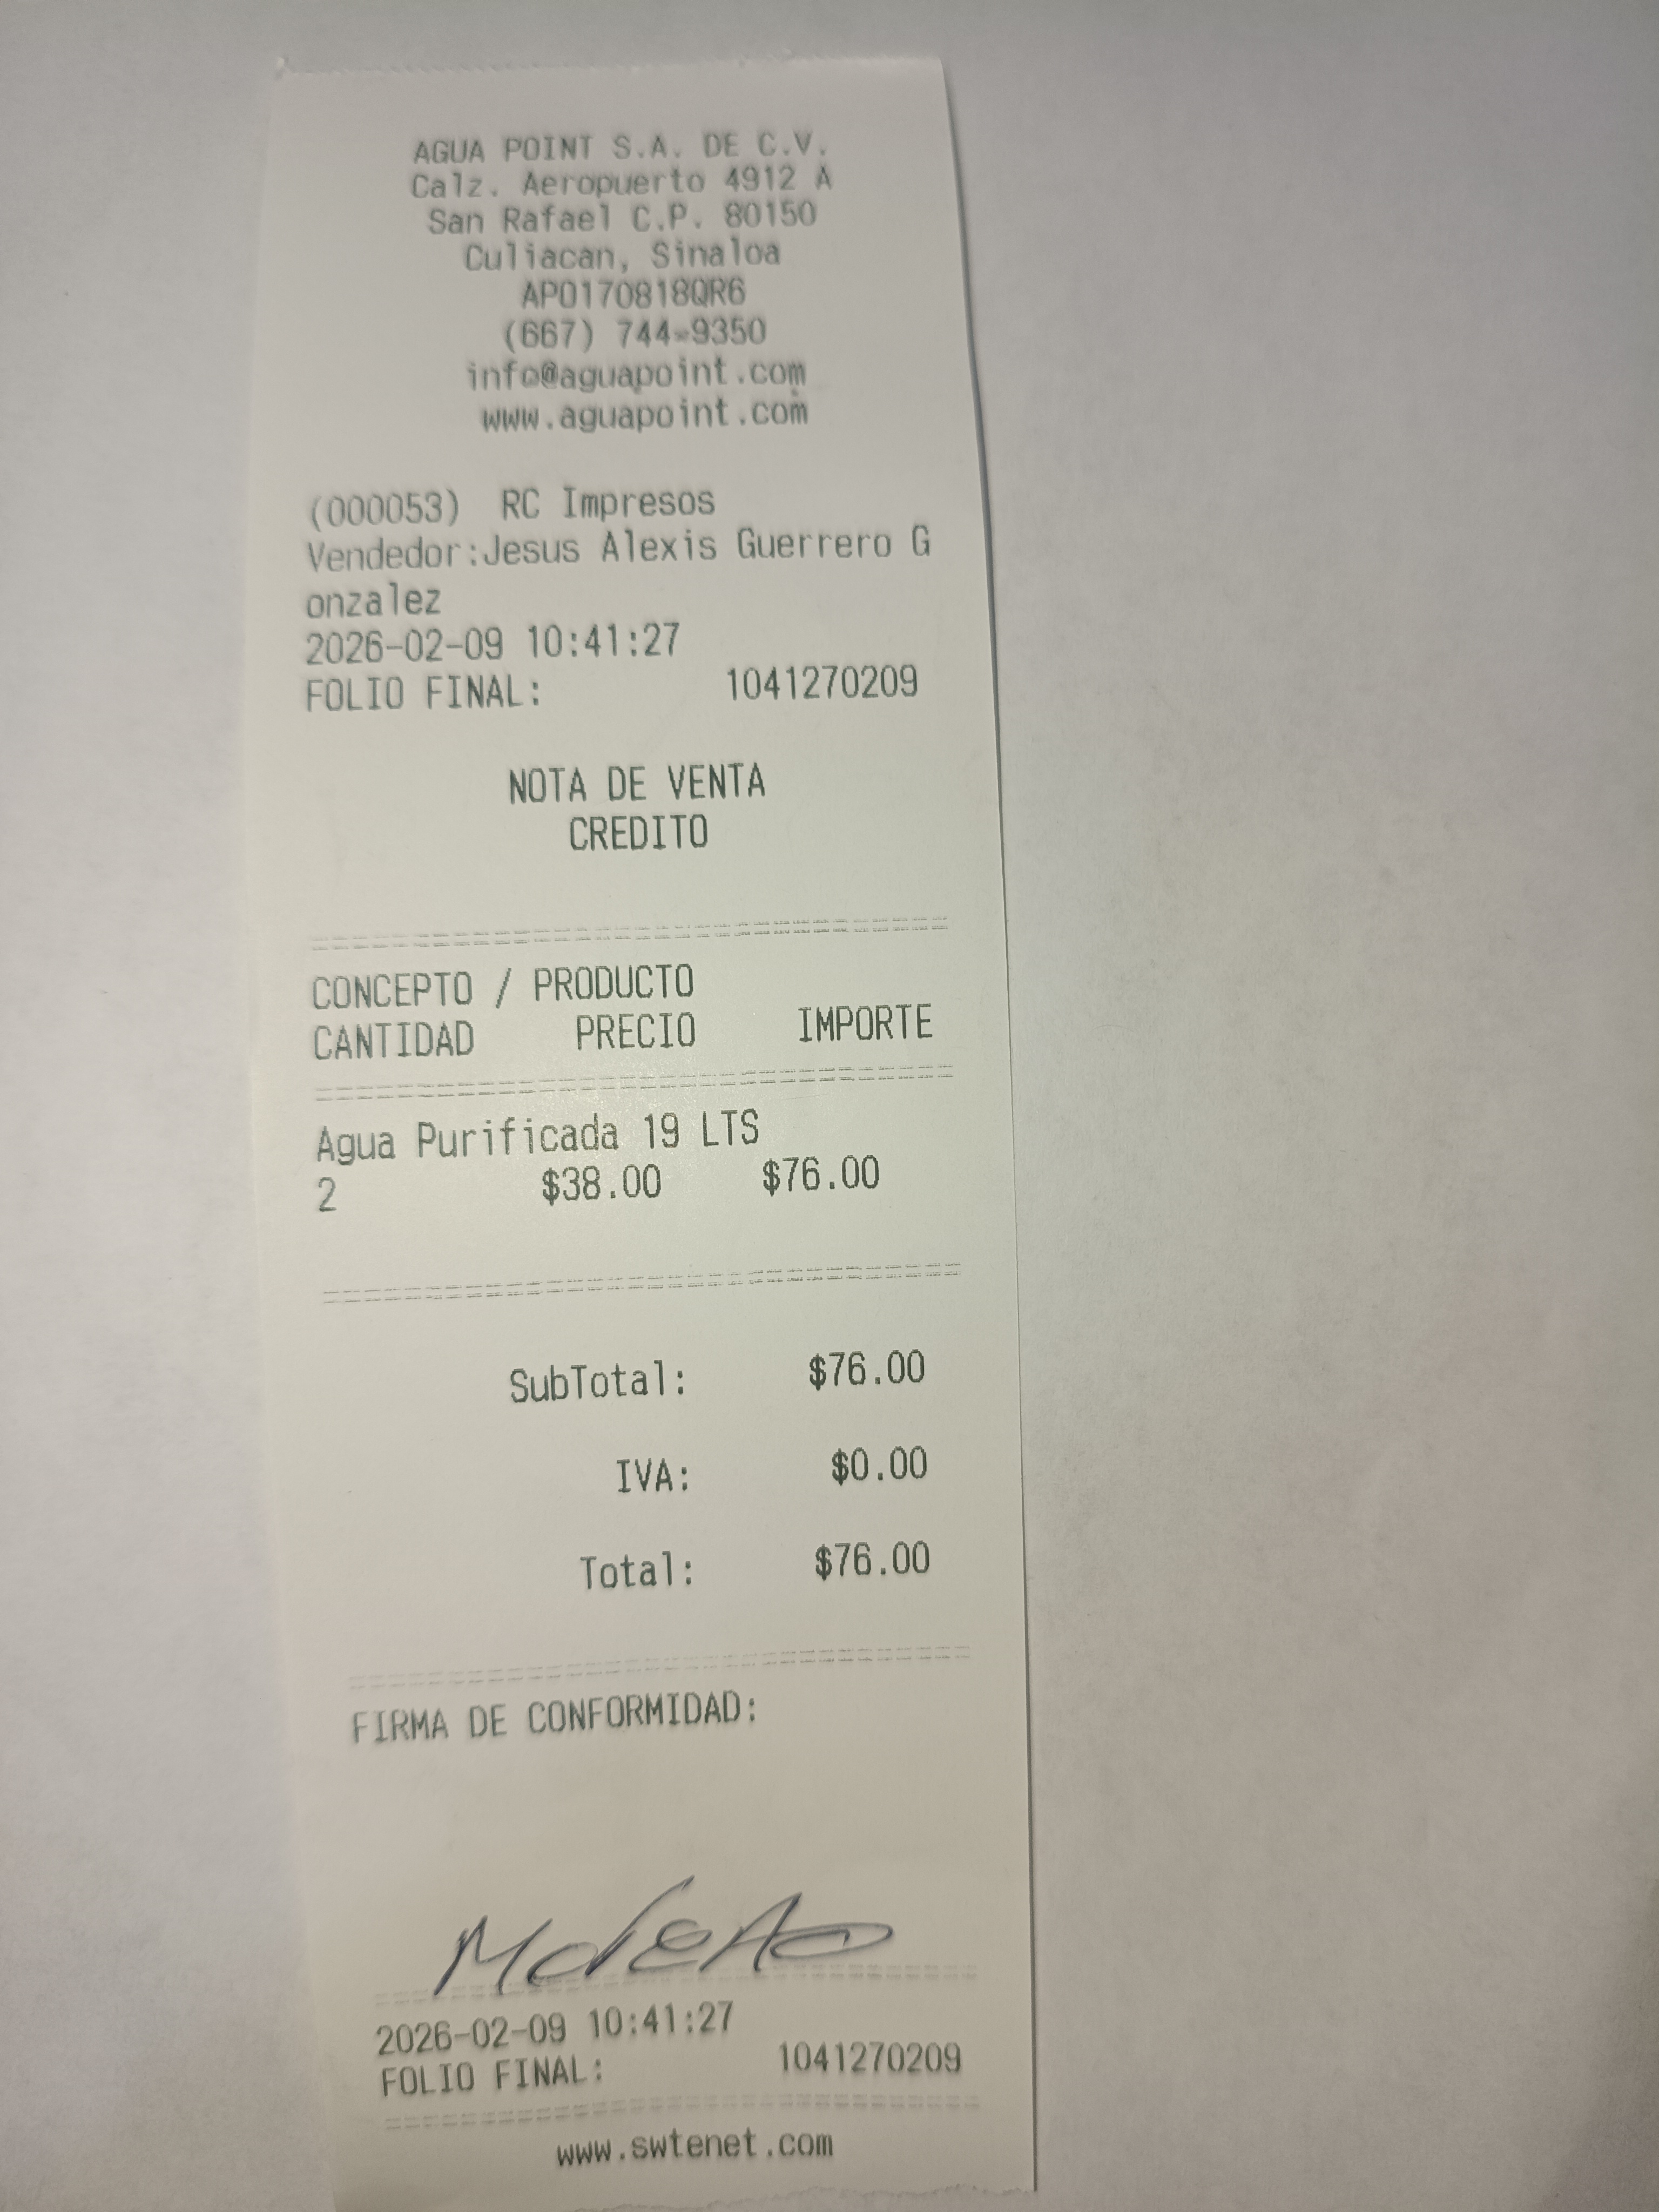 AGUA POINT S.A. DE C.V.
Calz. Aeropuerto 4912 A
San Rafael C.P. 80150
Culiacan, Sinaloa
APO170818QR6
(667) 744-9350
info@aguapoint.com
www.aguapoint.com
(000053) RC Impresos
Vendedor:Jesus Alexis Guerrero G
onzalez
2026-02-09 10:41:27
FOLIO FINAL: 1041270209
NOTA DE VENTA
CREDITO
CONCEPTO / PRODUCTO
CANTIDAD PRECIO IMPORTE
Agua Purificada 19 LTS
2 $38.00 $76.00
SubTotal: $76.00
IVA: $0.00
Total: $76.00
FIRMA DE CONFORMIDAD:
2026-02-09 10:41:27
FOLIO FINAL: 1041270209
www.swtenet.com